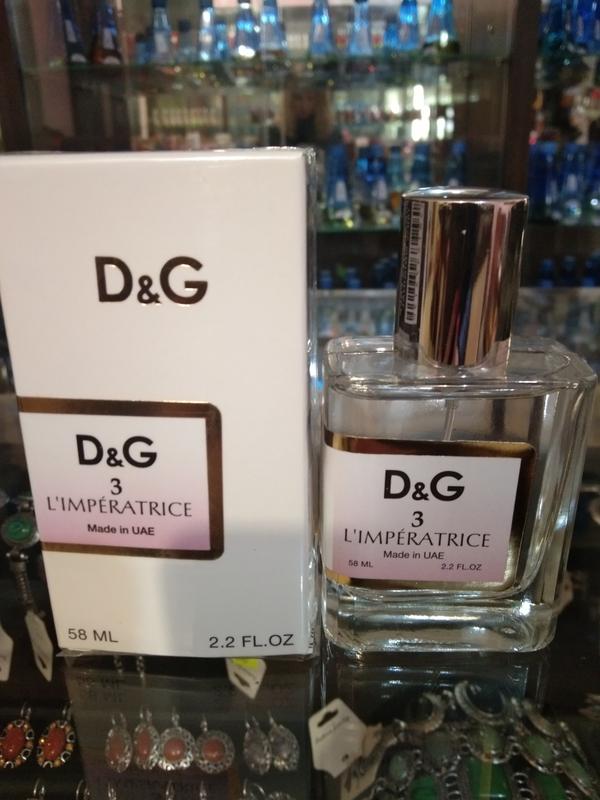 D&G
D&G
3
L'IMPÉRATRICE
Made in UAE
58 ML
2.2 FL.OZ
D&G
3
L'IMPÉRATRICE
Made in UAE
58 ML
2.2 FL.OZ